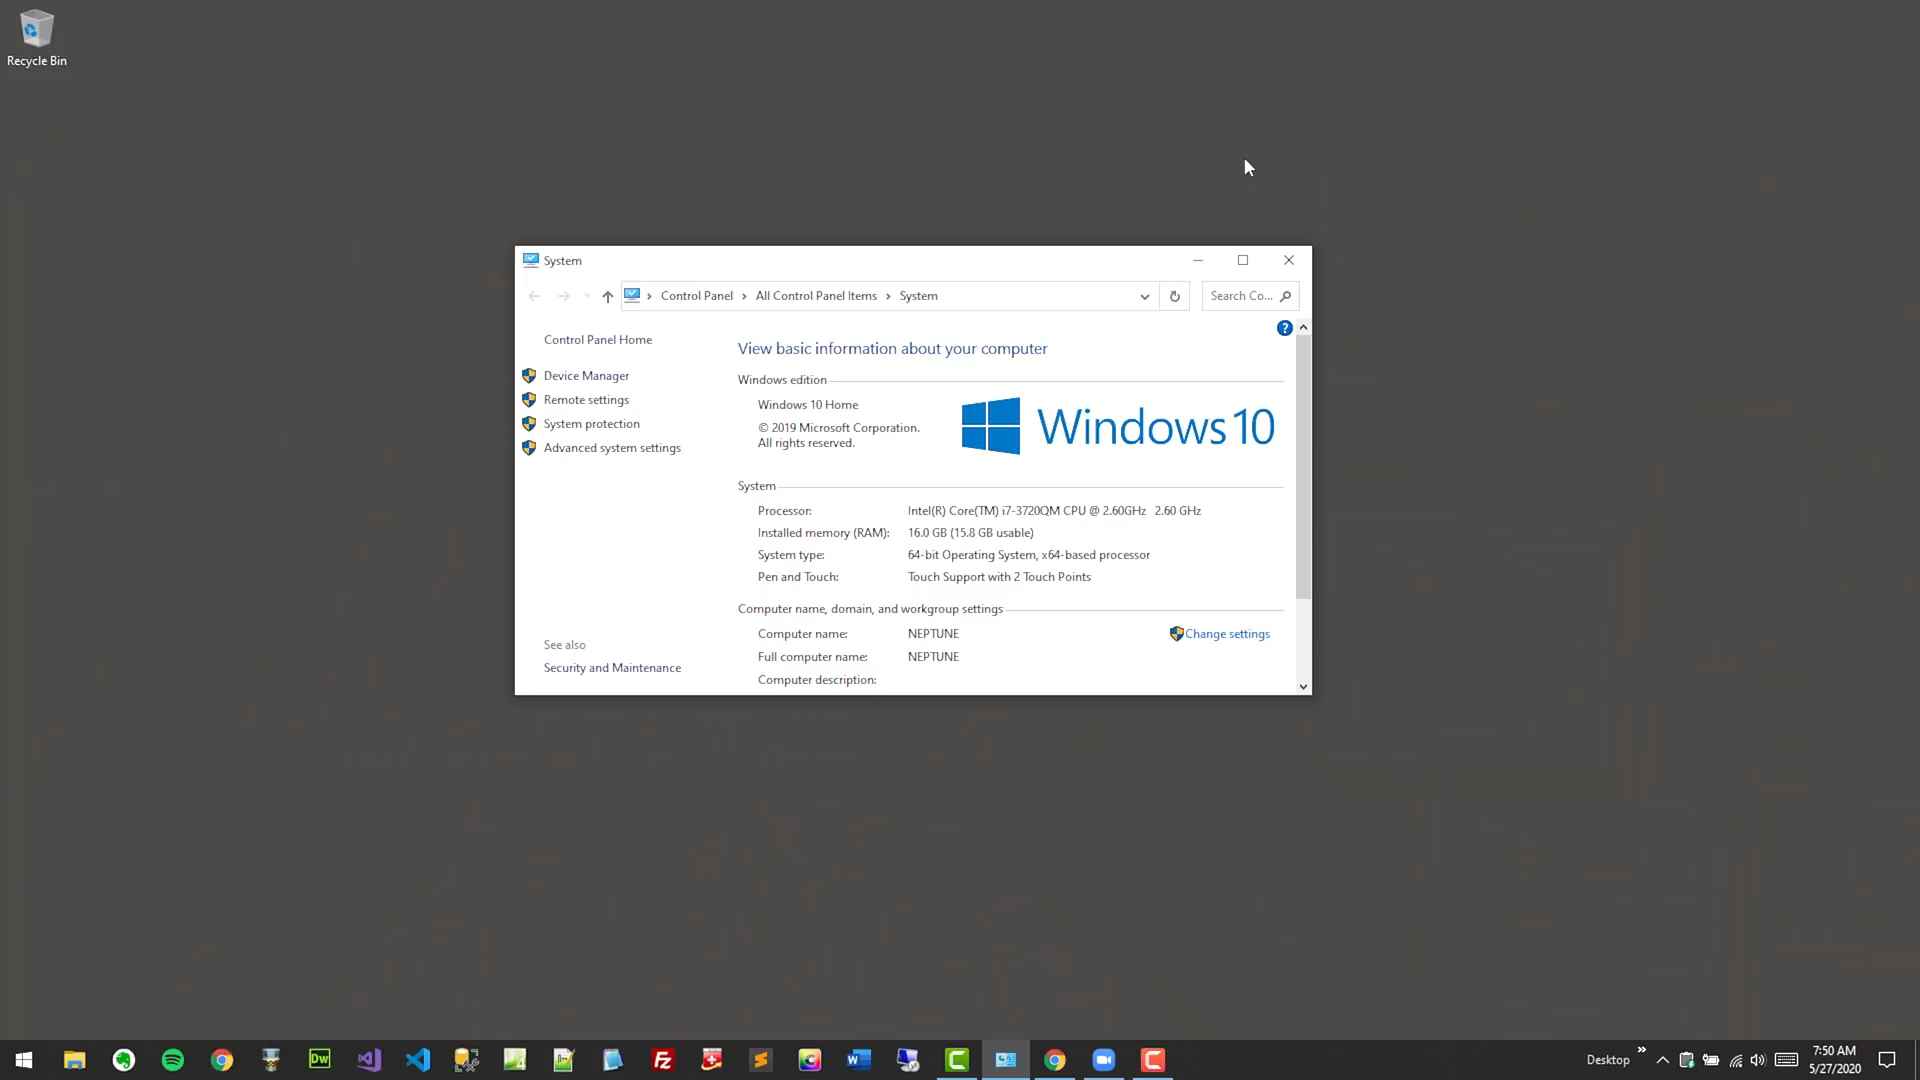 Recycle Bin
System
Control Panel
All Control Panel Items
System
Search Co...
Control Panel Home
Device Manager
Remote settings
System protection
Advanced system settings
See also
Security and Maintenance
?
View basic information about your computer
Windows edition
Windows 10 Home
© 2019 Microsoft Corporation.
All rights reserved.
Windows 10
System
Processor: Intel(R) Core(TM) i7-3720QM CPU @ 2.60GHz 2.60 GHz
Installed memory (RAM): 16.0 GB (15.8 GB usable)
System type: 64-bit Operating System, x64-based processor
Pen and Touch: Touch Support with 2 Touch Points
Computer name, domain, and workgroup settings
Computer name: NEPTUNE
Change settings
Full computer name: NEPTUNE
Computer description:
Dw
Fz
Desktop
7:50 AM
5/27/2020